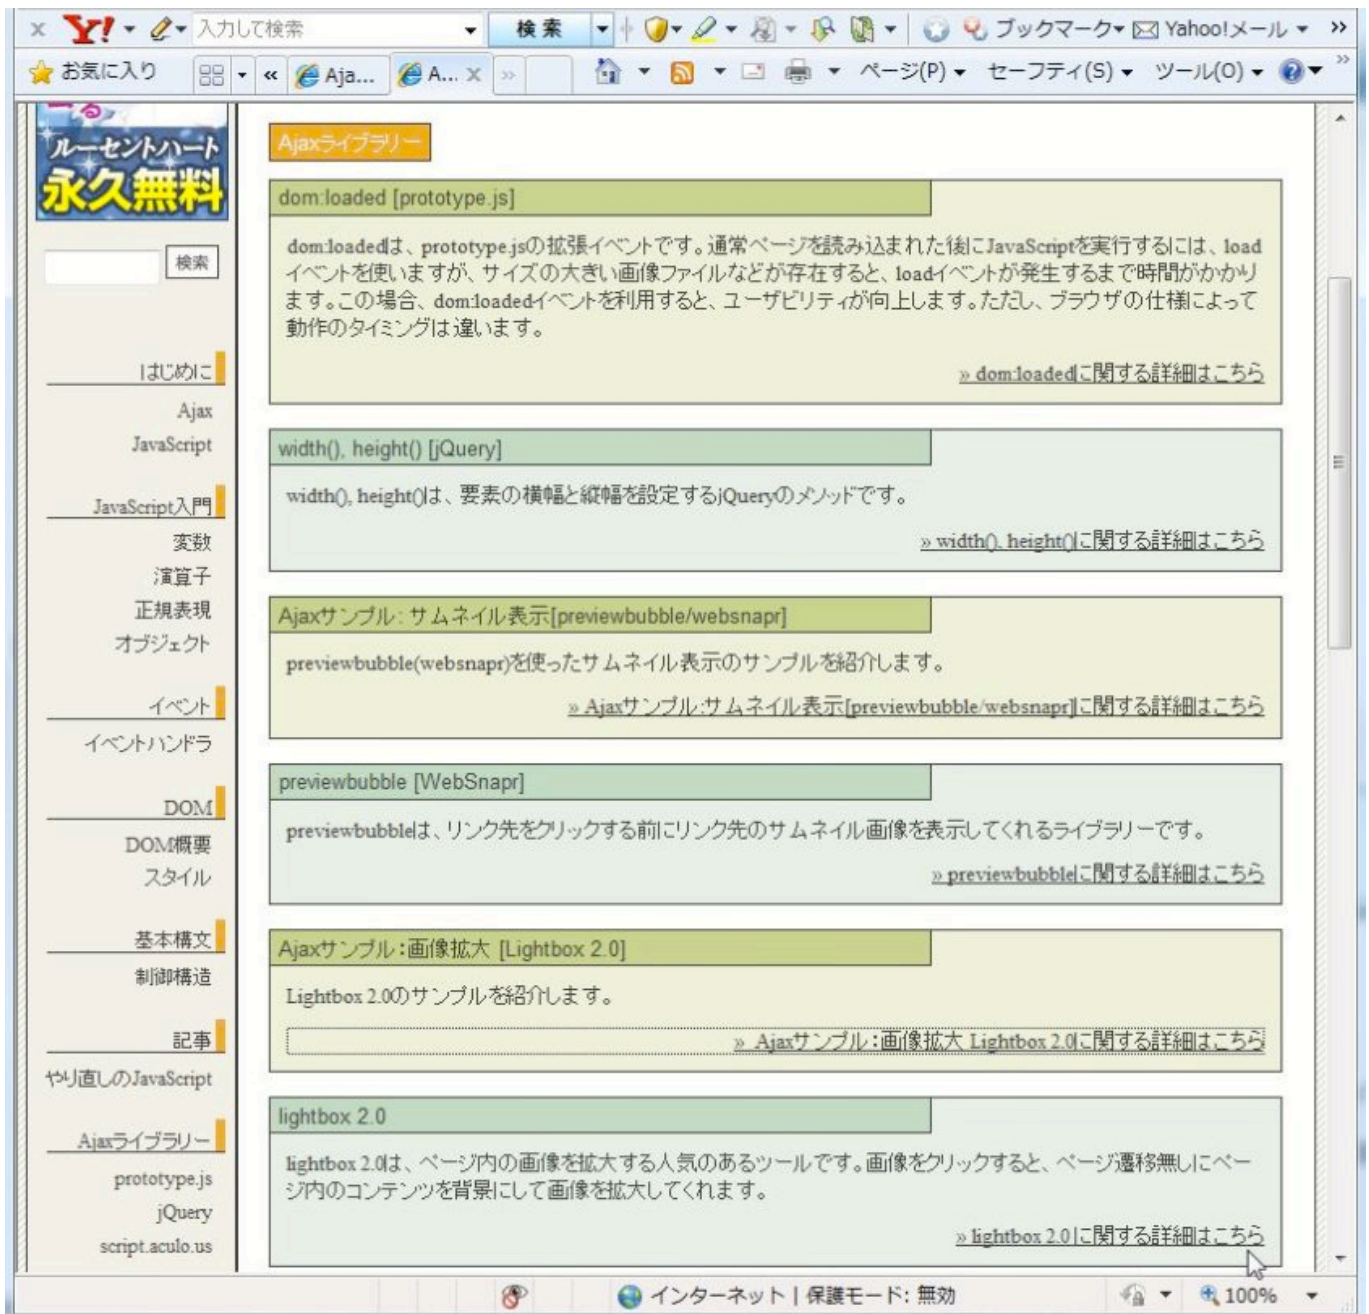 入力して検索
検 索
ブックマーク
Yahoo!メール
お気に入り
Aja...
A...
ページ(P)
セーフティ(S)
ツール(O)
ルーセントハート
永久無料
検索
はじめに
Ajax
JavaScript
JavaScript入門
変数
演算子
正規表現
オブジェクト
イベント
イベントハンドラ
DOM
DOM概要
スタイル
基本構文
制御構造
記事
やり直しのJavaScript
Ajaxライブラリー
prototype.js
jQuery
script.aculo.us
Ajaxライブラリー
dom:loaded [prototype.js]
dom:loadedは、prototype.jsの拡張イベントです。通常ページを読み込まれた後にJavaScriptを実行するには、load
イベントを使いますが、サイズの大きい画像ファイルなどが存在すると、loadイベントが発生するまで時間がかかり
ます。この場合、dom:loadedイベントを利用すると、ユーザビリティが向上します。ただし、ブラウザの仕様によって
動作のタイミングは違います。
» dom:loadedに関する詳細はこちら
width(), height() [jQuery]
width(), height()は、要素の横幅と縦幅を設定するjQueryのメソッドです。
» width(), height()に関する詳細はこちら
Ajaxサンプル: サムネイル表示[previewbubble/websnapr]
previewbubble(websnapr)を使ったサムネイル表示のサンプルを紹介します。
» Ajaxサンプル:サムネイル表示[previewbubble/websnapr]に関する詳細はこちら
previewbubble [WebSnapr]
previewbubbleは、リンク先をクリックする前にリンク先のサムネイル画像を表示してくれるライブラリーです。
» previewbubbleに関する詳細はこちら
Ajaxサンプル：画像拡大 [Lightbox 2.0]
Lightbox 2.0のサンプルを紹介します。
» Ajaxサンプル：画像拡大 Lightbox 2.0に関する詳細はこちら
lightbox 2.0
lightbox 2.0は、ページ内の画像を拡大する人気のあるツールです。画像をクリックすると、ページ遷移無しにペー
ジ内のコンテンツを背景にして画像を拡大してくれます。
» lightbox 2.0 に関する詳細はこちら
インターネット | 保護モード: 無効
100%